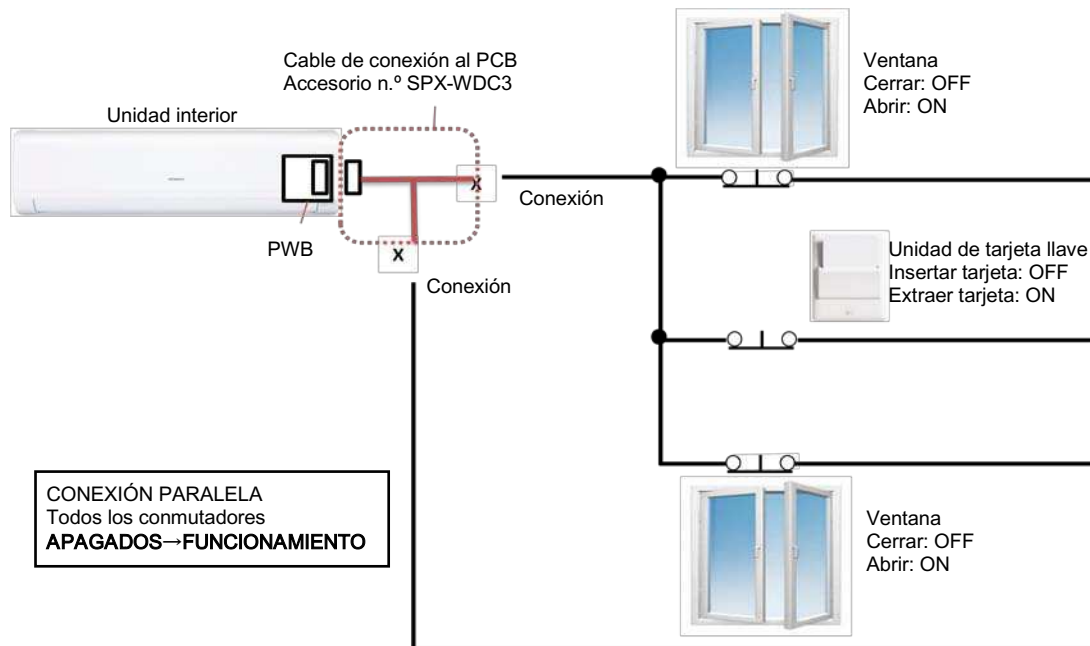 Cable de conexión al PCB
Accesorio n.º SPX-WDC3
Unidad interior
PWB
X
Conexión
X
Conexión
Ventana
Cerrar: OFF
Abrir: ON
Unidad de tarjeta llave
Insertar tarjeta: OFF
Extraer tarjeta: ON
CONEXIÓN PARALELA
Todos los conmutadores
APAGADOS→FUNCIONAMIENTO
Ventana
Cerrar: OFF
Abrir: ON